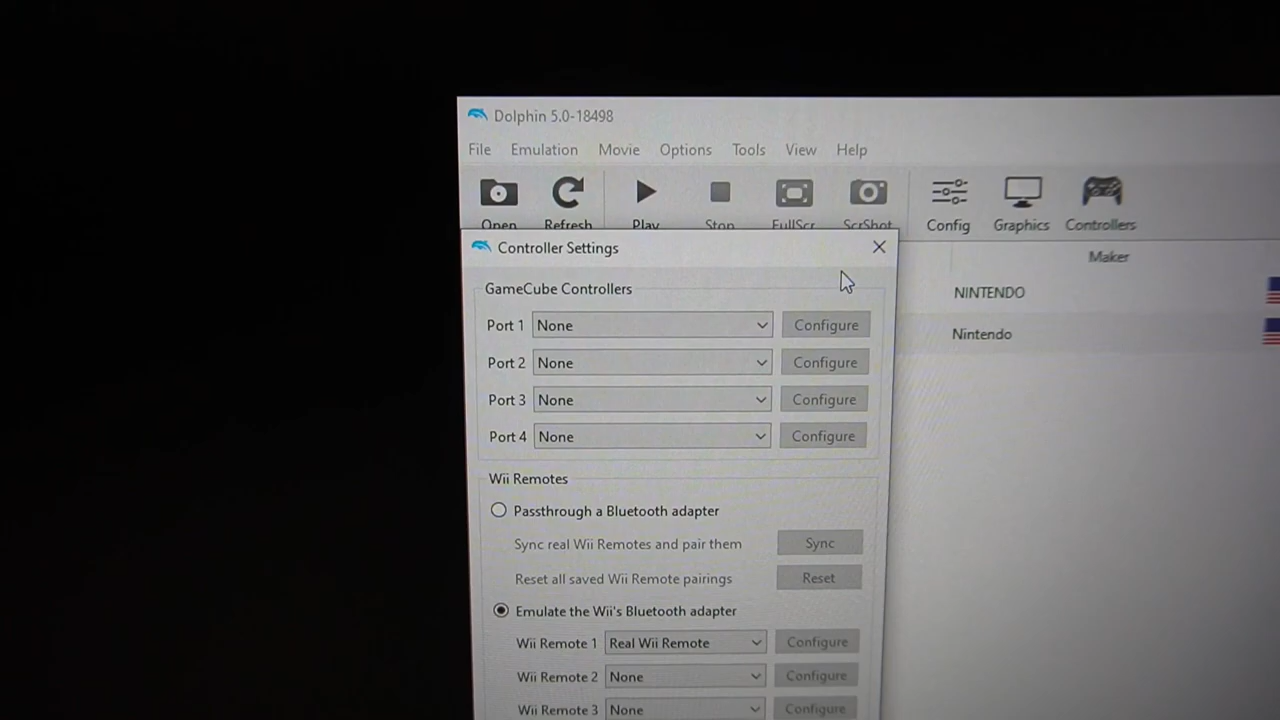 Dolphin 5.0-18498
File Emulation Movie Options Tools View Help
Open Refresh Play Stop FullScr ScrShot Config Graphics Controllers
Controller Settings
Maker
GameCube Controllers
NINTENDO
Port 1 None Configure
Nintendo
Port 2 None Configure
Port 3 None Configure
Port 4 None Configure
Wii Remotes
Passthrough a Bluetooth adapter
Sync real Wii Remotes and pair them Sync
Reset all saved Wii Remote pairings Reset
Emulate the Wii's Bluetooth adapter
Wii Remote 1 Real Wii Remote Configure
Wii Remote 2 None Configure
Wii Remote 3 None Configure